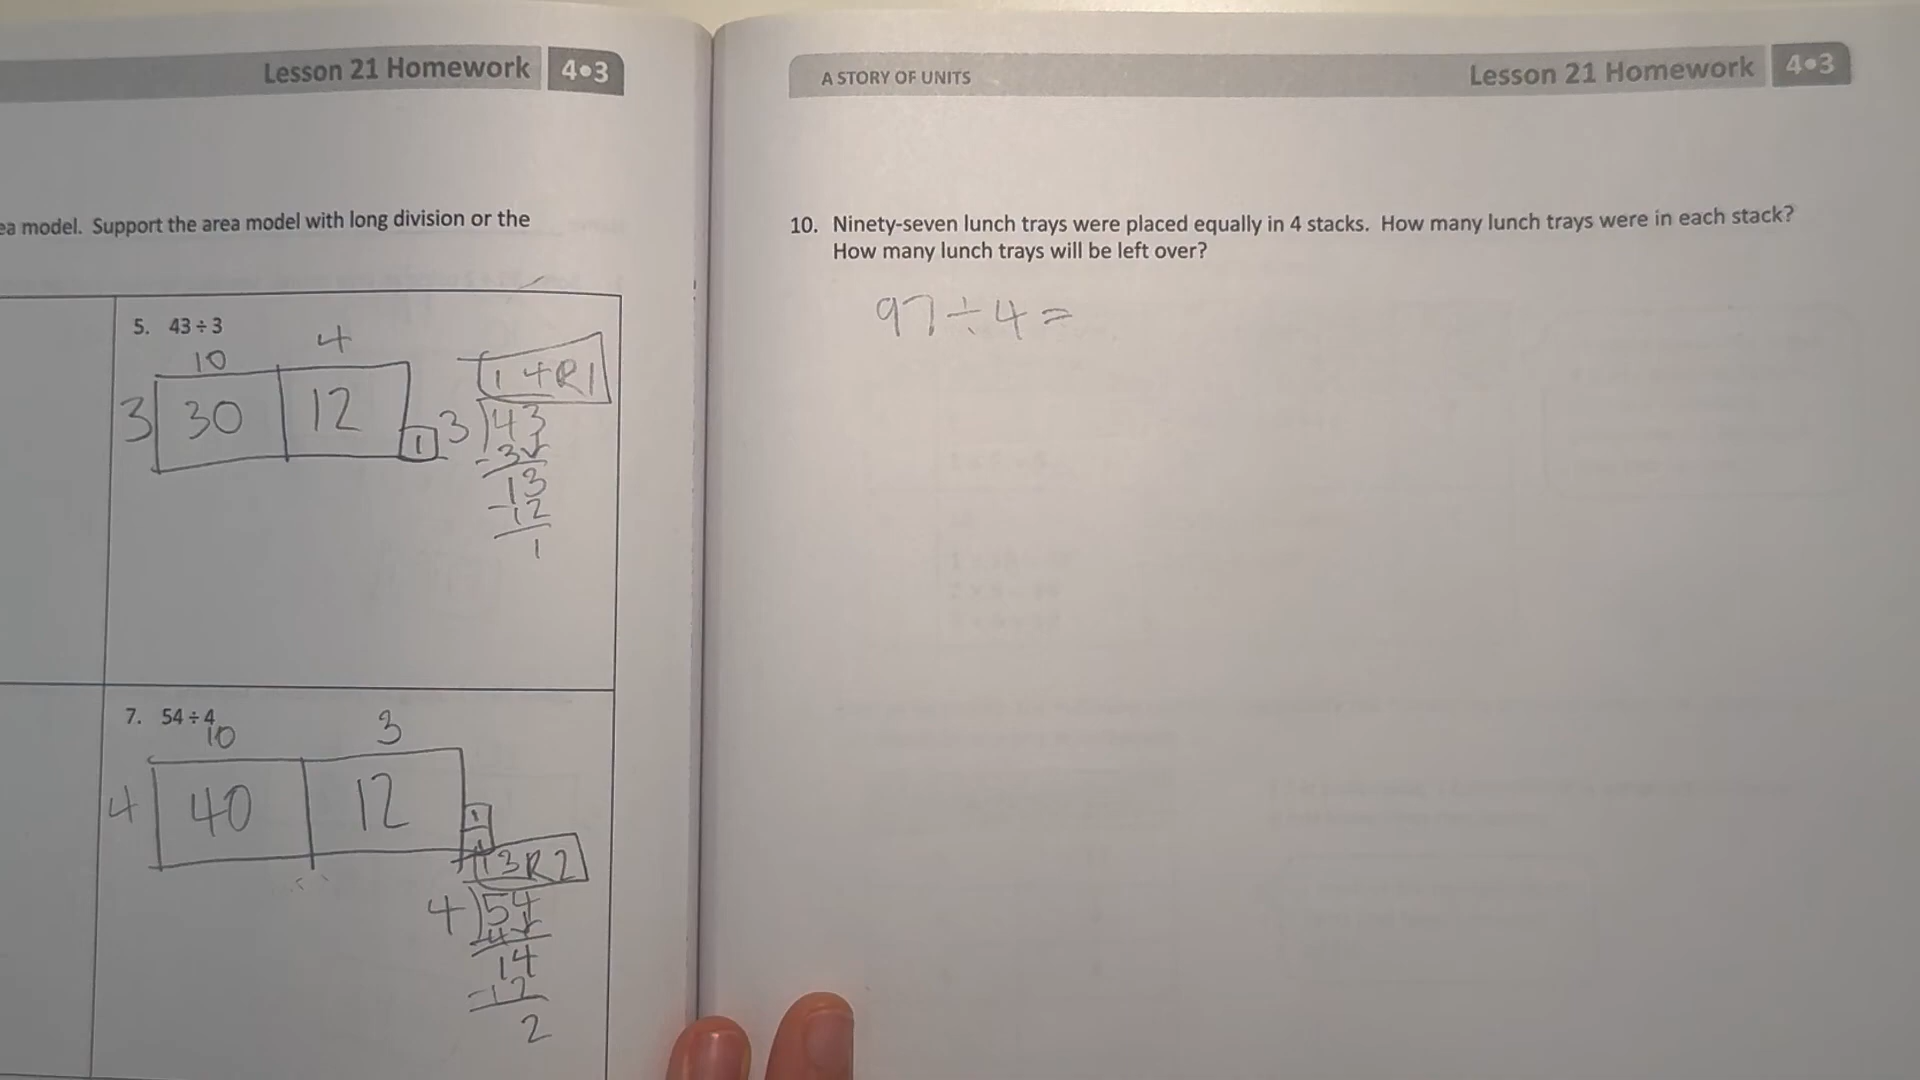 Lesson 21 Homework 4•3
ea model. Support the area model with long division or the
5. 43 ÷ 3
10 4
3 30 12 1
14R1
3 43
-3
13
-12
1
7. 54 ÷ 4
10 3
4 40 12 1
13R2
4 54
-4
14
-12
2
A STORY OF UNITS Lesson 21 Homework 4•3
10. Ninety-seven lunch trays were placed equally in 4 stacks. How many lunch trays were in each stack?
How many lunch trays will be left over?
97 ÷ 4 =